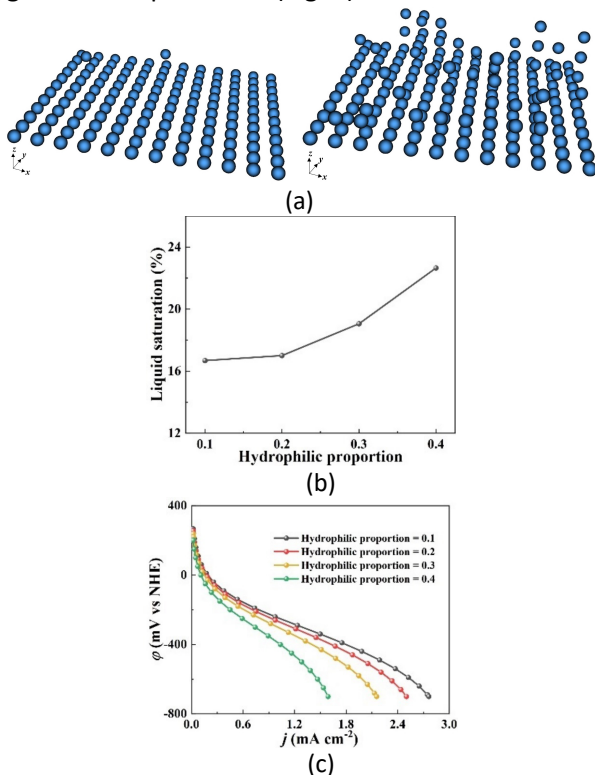 z
y
x
z
y
x
(a)
24
20
16
12
Liquid saturation (%)
0.1 0.2 0.3 0.4
Hydrophilic proportion
(b)
400
0
-400
-800
φ (mV vs NHE)
Hydrophilic proportion = 0.1
Hydrophilic proportion = 0.2
Hydrophilic proportion = 0.3
Hydrophilic proportion = 0.4
0.0 0.6 1.2 1.8 2.4 3.0
j (mA cm⁻²)
(c)